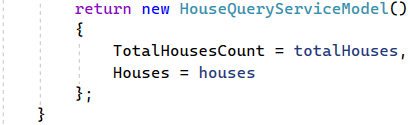 return new HouseQueryServiceModel()
{
TotalHousesCount = totalHouses,
Houses = houses
};
}